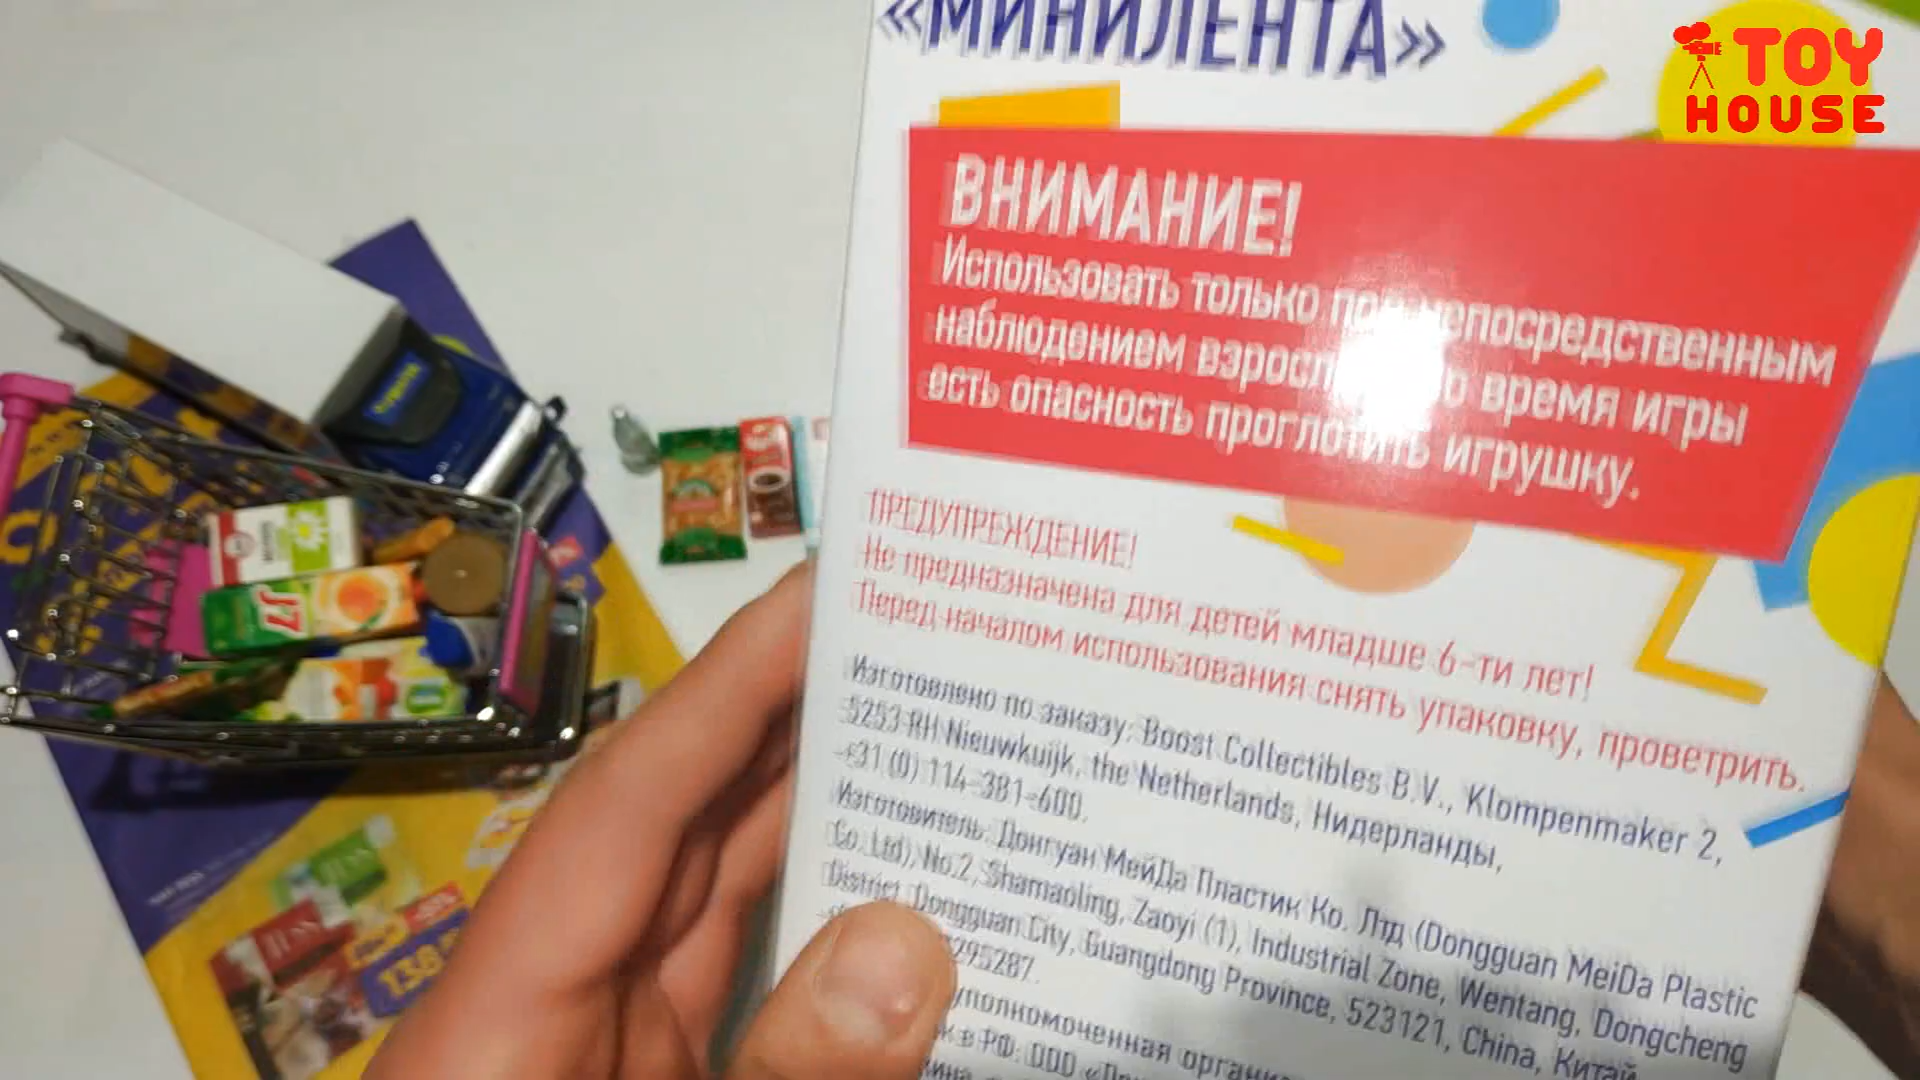 «МИНИЛЕНТА»
TOY
HOUSE
ВНИМАНИЕ!
Использовать только непосредственным
наблюдением во время игры
есть опасность проглотить игрушку.
ПРЕДУПРЕЖДЕНИЕ!
Не предназначена для детей младше 6-ти лет!
Перед началом использования снять упаковку, проветрить.
Изготовлено по заказу: Boost Collectibles B.V., Klompenmaker 2,
5253 RH Nieuwkuijk, the Netherlands, Нидерланды,
+31 (0) 114-381-600.
Изготовитель: Донгуан МейДа Пластик Ко. Лтд (Dongguan MeiDa Plastic
Co. Ltd), No.2, Shamaoling, Zaoyi (1), Industrial Zone, Wentang, Dongcheng
District, Dongguan City, Guangdong Province, 523121, China, Китай
295287.
в РФ: ООО
J7